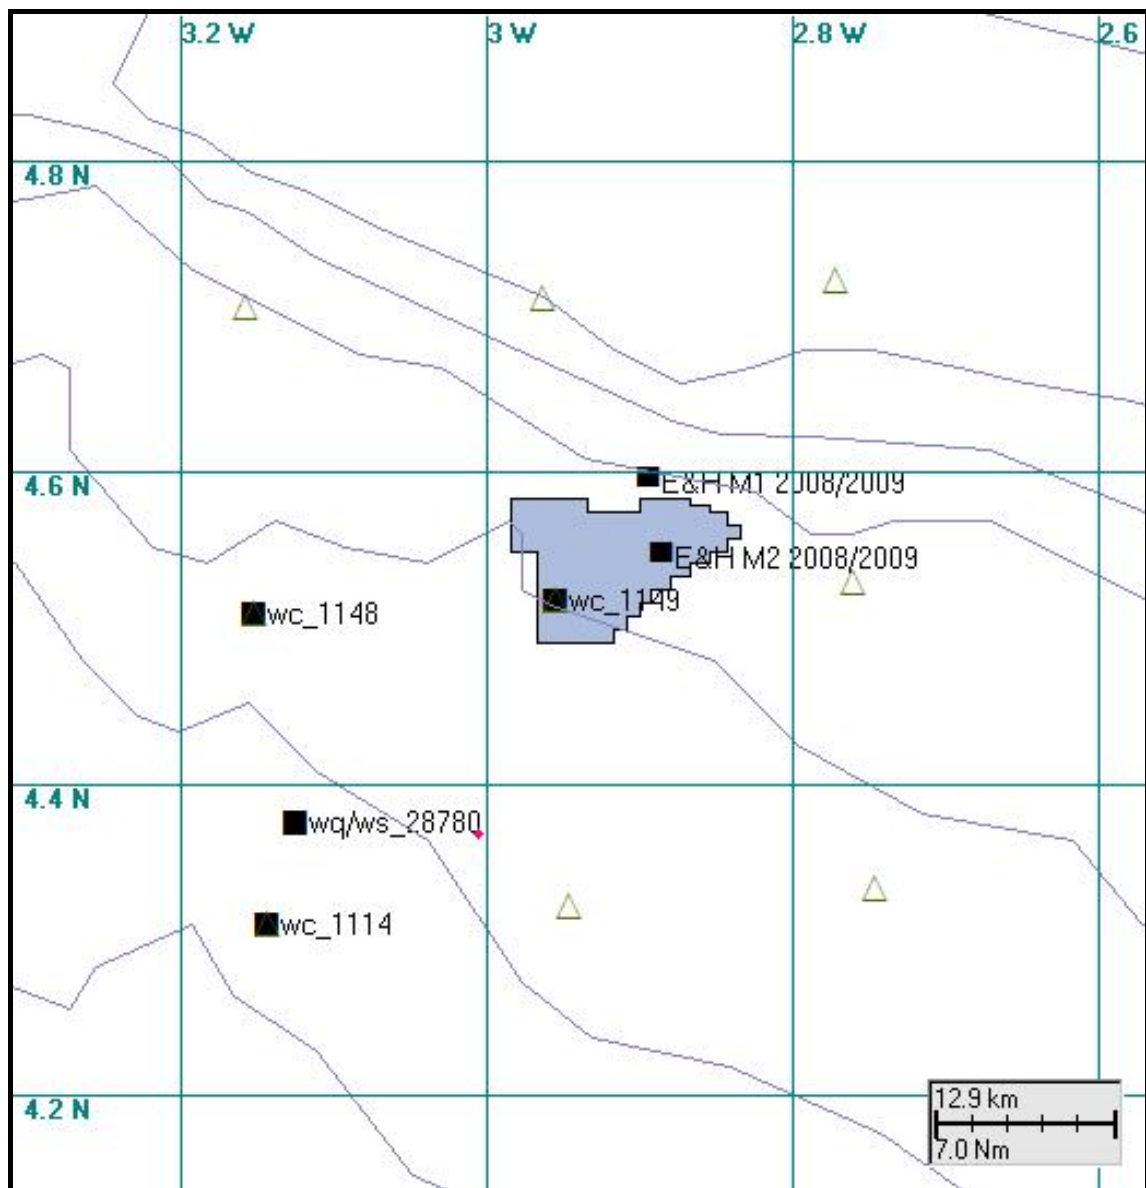 3.2 W
3 W
2.8 W
2.6
4.8 N
4.6 N
E&H M1 2008/2009
E&H M2 2008/2009
wc_1149
wc_1148
4.4 N
wq/ws_28780
wc_1114
4.2 N
12.9 km
7.0 Nm